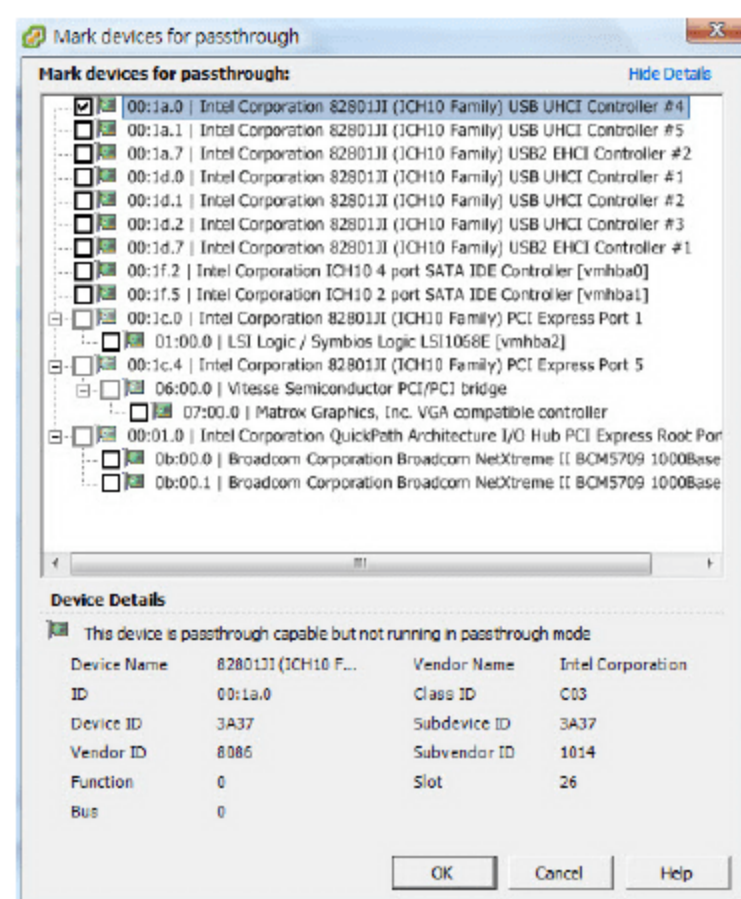 Mark devices for passthrough
Mark devices for passthrough: Hide Details
00:1a.0 | Intel Corporation 82801JI (ICH10 Family) USB UHCI Controller #4
00:1a.1 | Intel Corporation 82801JI (ICH10 Family) USB UHCI Controller #5
00:1a.7 | Intel Corporation 82801JI (ICH10 Family) USB2 EHCI Controller #2
00:1d.0 | Intel Corporation 82801JI (ICH10 Family) USB UHCI Controller #1
00:1d.1 | Intel Corporation 82801JI (ICH10 Family) USB UHCI Controller #2
00:1d.2 | Intel Corporation 82801JI (ICH10 Family) USB UHCI Controller #3
00:1d.7 | Intel Corporation 82801JI (ICH10 Family) USB2 EHCI Controller #1
00:1f.2 | Intel Corporation ICH10 4 port SATA IDE Controller [vmhba0]
00:1f.5 | Intel Corporation ICH10 2 port SATA IDE Controller [vmhba1]
00:1c.0 | Intel Corporation 82801JI (ICH10 Family) PCI Express Port 1
01:00.0 | LSI Logic / Symbios Logic LSI1068E [vmhba2]
00:1c.4 | Intel Corporation 82801JI (ICH10 Family) PCI Express Port 5
06:00.0 | Vitesse Semiconductor PCI/PCI bridge
07:00.0 | Matrox Graphics, Inc. VGA compatible controller
00:01.0 | Intel Corporation QuickPath Architecture I/O Hub PCI Express Root Port
0b:00.0 | Broadcom Corporation Broadcom NetXtreme II BCM5709 1000Base
0b:00.1 | Broadcom Corporation Broadcom NetXtreme II BCM5709 1000Base
Device Details
This device is passthrough capable but not running in passthrough mode
Device Name 82801JI (ICH10 F... Vendor Name Intel Corporation
ID 00:1a.0 Class ID C03
Device ID 3A37 Subdevice ID 3A37
Vendor ID 8086 Subvendor ID 1014
Function 0 Slot 26
Bus 0
OK Cancel Help